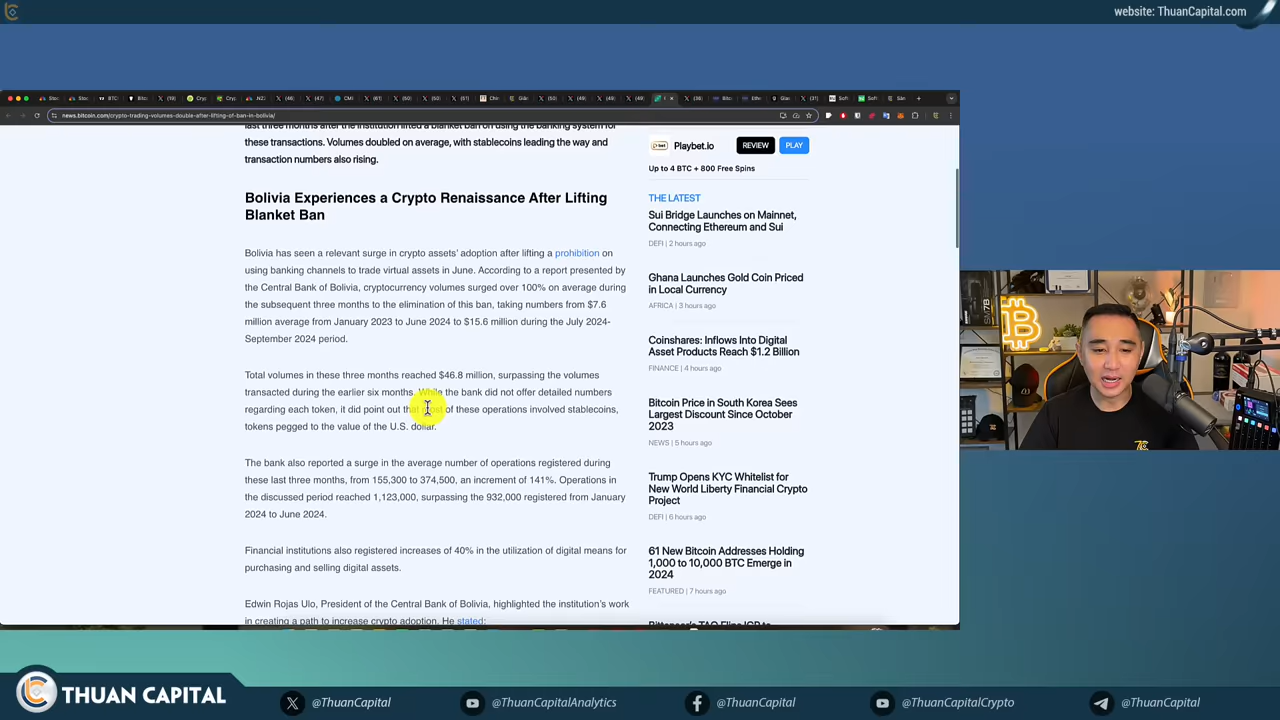 website: ThuanCapital.com
news.bitcoin.com/crypto-trading-volumes-double-after-lifting-of-ban-in-bolivia/
last three months after the institution lifted a blanket ban on using the banking system for
these transactions. Volumes doubled on average, with stablecoins leading the way and
transaction numbers also rising.
Bolivia Experiences a Crypto Renaissance After Lifting
Blanket Ban
Bolivia has seen a relevant surge in crypto assets' adoption after lifting a prohibition on
using banking channels to trade virtual assets in June. According to a report presented by
the Central Bank of Bolivia, cryptocurrency volumes surged over 100% on average during
the subsequent three months to the elimination of this ban, taking numbers from $7.6
million average from January 2023 to June 2024 to $15.6 million during the July 2024-
September 2024 period.
Total volumes in these three months reached $46.8 million, surpassing the volumes
transacted during the earlier six months. While the bank did not offer detailed numbers
regarding each token, it did point out that most of these operations involved stablecoins,
tokens pegged to the value of the U.S. dollar.
The bank also reported a surge in the average number of operations registered during
these last three months, from 155,300 to 374,500, an increment of 141%. Operations in
the discussed period reached 1,123,000, surpassing the 932,000 registered from January
2024 to June 2024.
Financial institutions also registered increases of 40% in the utilization of digital means for
purchasing and selling digital assets.
Edwin Rojas Ulo, President of the Central Bank of Bolivia, highlighted the institution's work
in creating a path to increase crypto adoption. He stated:
Playbet.io
REVIEW
PLAY
Up to 4 BTC + 800 Free Spins
THE LATEST
Sui Bridge Launches on Mainnet,
Connecting Ethereum and Sui
DEFI | 2 hours ago
Ghana Launches Gold Coin Priced
in Local Currency
AFRICA | 3 hours ago
Coinshares: Inflows Into Digital
Asset Products Reach $1.2 Billion
FINANCE | 4 hours ago
Bitcoin Price in South Korea Sees
Largest Discount Since October
2023
NEWS | 5 hours ago
Trump Opens KYC Whitelist for
New World Liberty Financial Crypto
Project
DEFI | 6 hours ago
61 New Bitcoin Addresses Holding
1,000 to 10,000 BTC Emerge in
2024
FEATURED | 7 hours ago
SM7B
THUAN CAPITAL
@ThuanCapital
@ThuanCapitalAnalytics
@ThuanCapital
@ThuanCapitalCrypto
@ThuanCapital